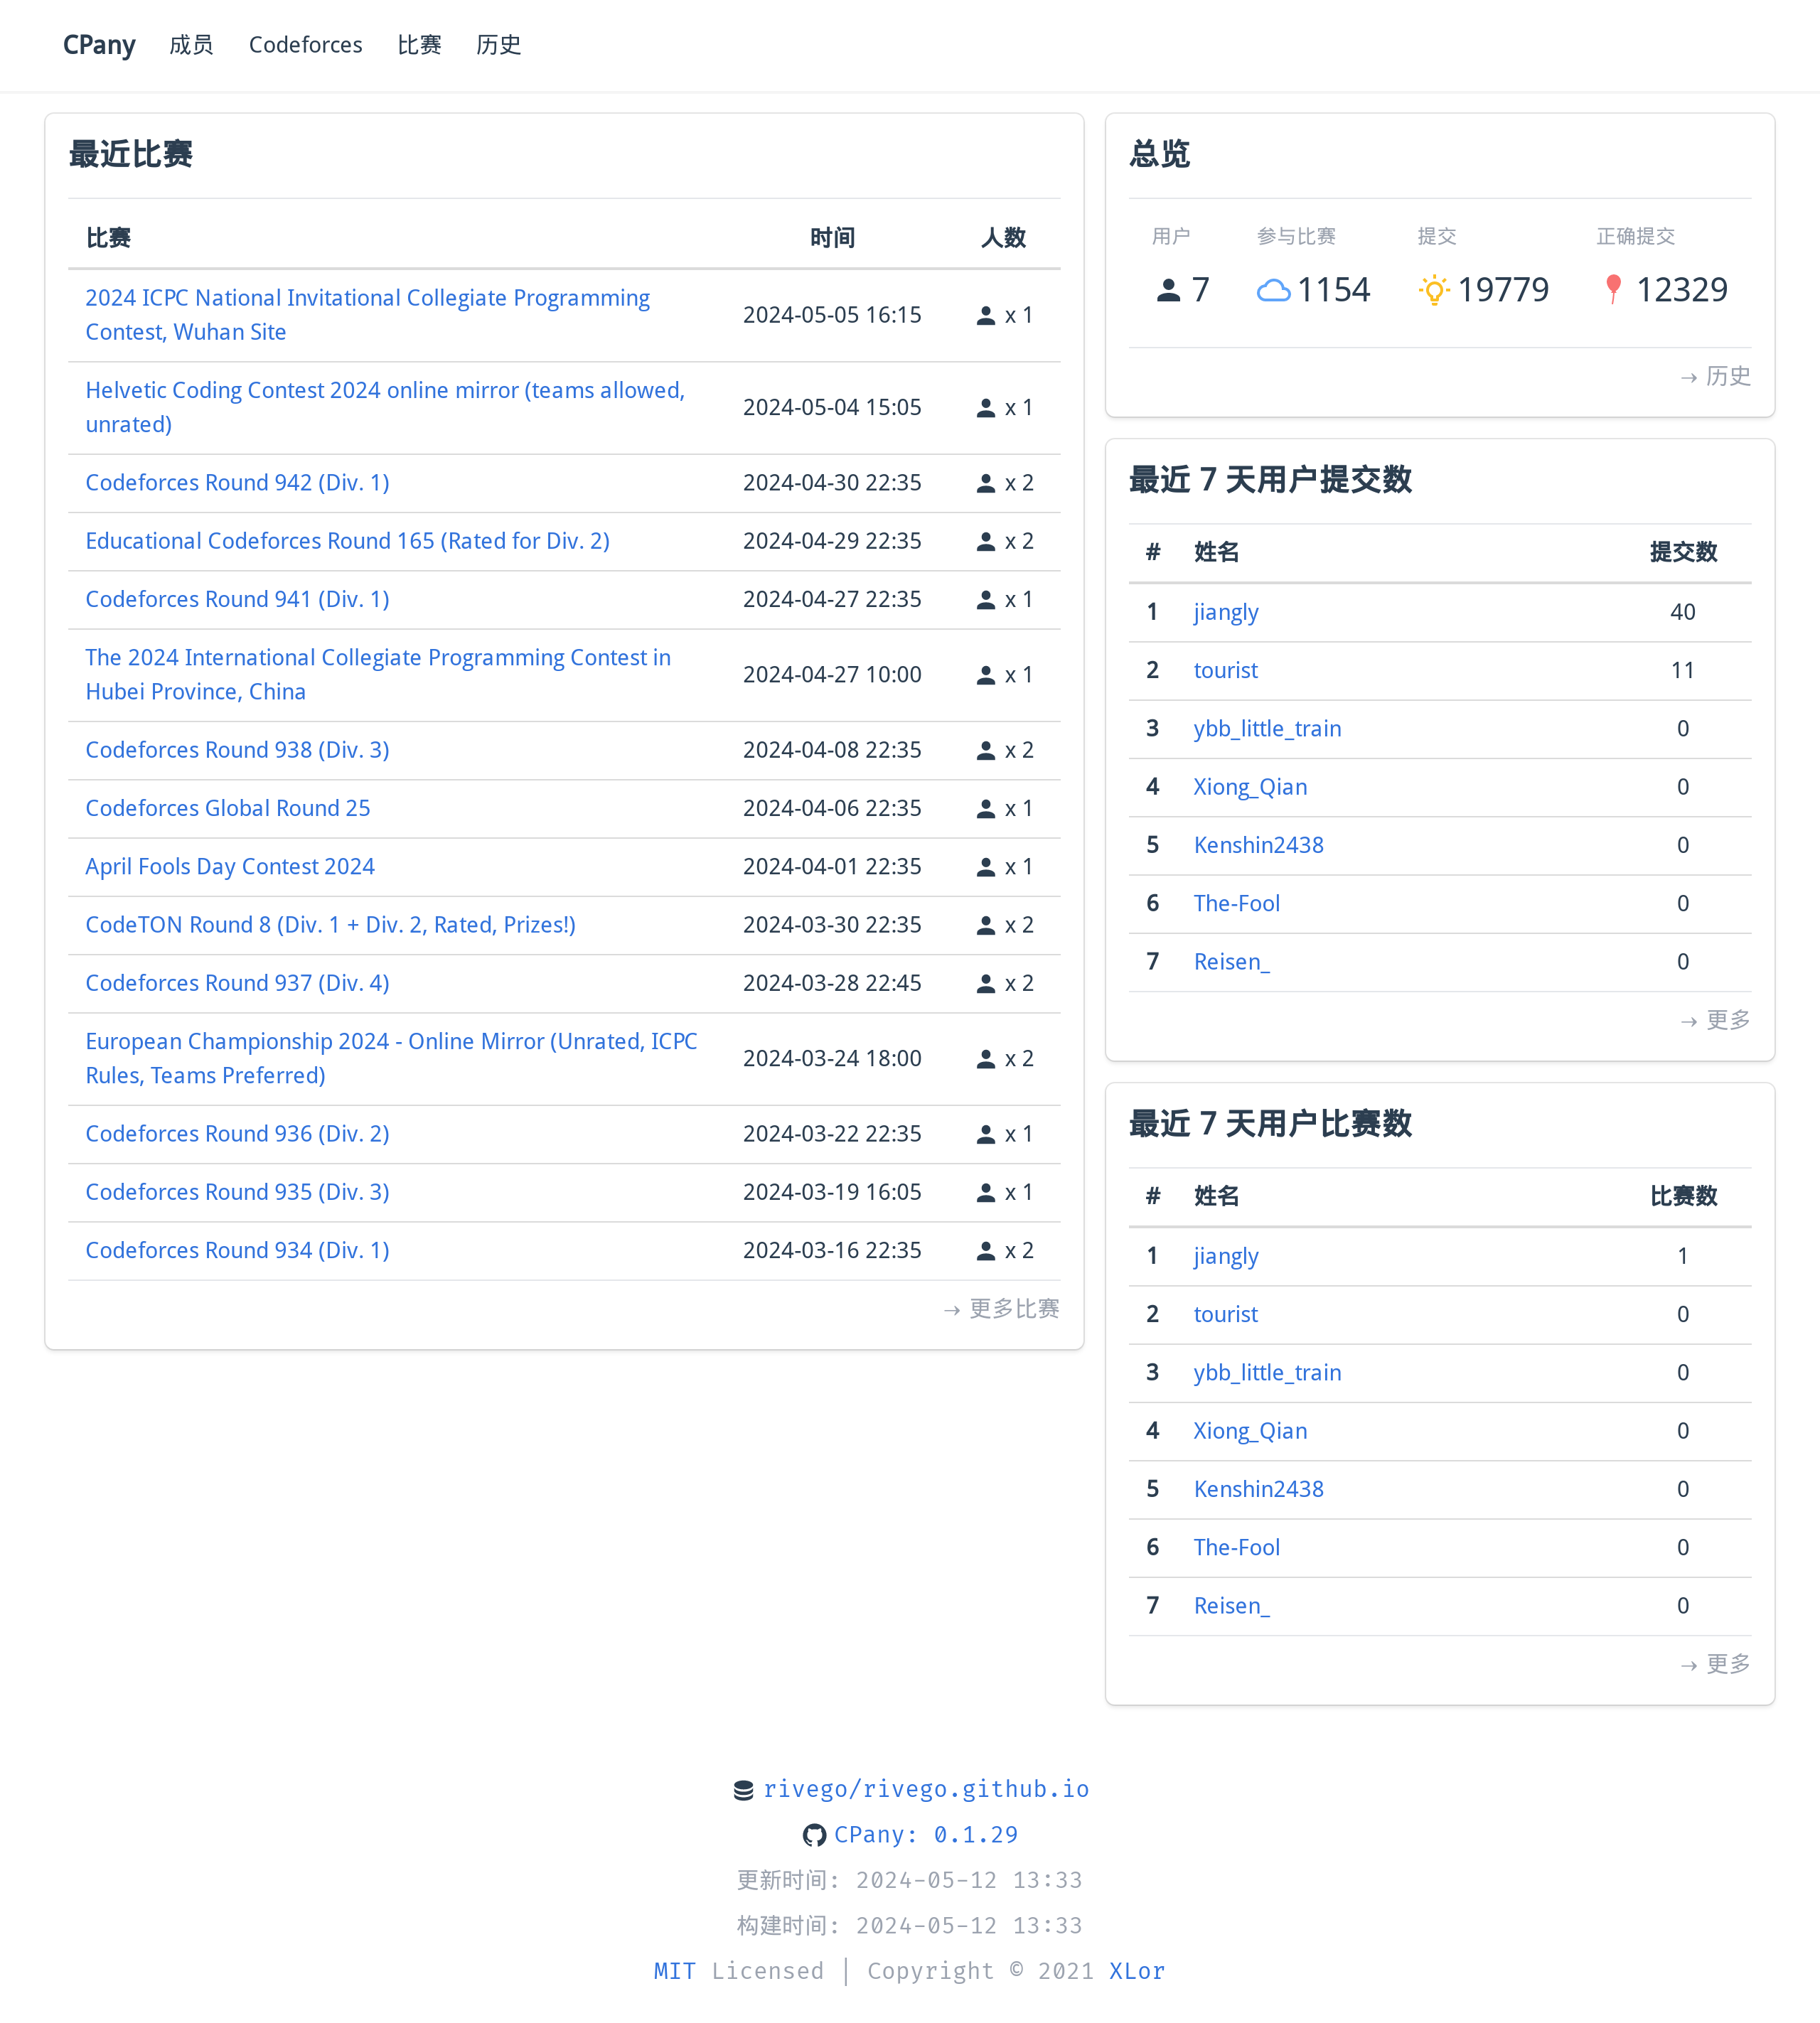 CPany 成员 Codeforces 比赛 历史
最近比赛
比赛 时间 人数
2024 ICPC National Invitational Collegiate Programming
Contest, Wuhan Site
2024-05-05 16:15 x 1
Helvetic Coding Contest 2024 online mirror (teams allowed,
unrated)
2024-05-04 15:05 x 1
Codeforces Round 942 (Div. 1) 2024-04-30 22:35 x 2
Educational Codeforces Round 165 (Rated for Div. 2) 2024-04-29 22:35 x 2
Codeforces Round 941 (Div. 1) 2024-04-27 22:35 x 1
The 2024 International Collegiate Programming Contest in
Hubei Province, China
2024-04-27 10:00 x 1
Codeforces Round 938 (Div. 3) 2024-04-08 22:35 x 2
Codeforces Global Round 25 2024-04-06 22:35 x 1
April Fools Day Contest 2024 2024-04-01 22:35 x 1
CodeTON Round 8 (Div. 1 + Div. 2, Rated, Prizes!) 2024-03-30 22:35 x 2
Codeforces Round 937 (Div. 4) 2024-03-28 22:45 x 2
European Championship 2024 - Online Mirror (Unrated, ICPC
Rules, Teams Preferred)
2024-03-24 18:00 x 2
Codeforces Round 936 (Div. 2) 2024-03-22 22:35 x 1
Codeforces Round 935 (Div. 3) 2024-03-19 16:05 x 1
Codeforces Round 934 (Div. 1) 2024-03-16 22:35 x 2
→ 更多比赛
总览
用户 参与比赛 提交 正确提交
7 1154 19779 12329
→ 历史
最近 7 天用户提交数
# 姓名 提交数
1 jiangly 40
2 tourist 11
3 ybb_little_train 0
4 Xiong_Qian 0
5 Kenshin2438 0
6 The-Fool 0
7 Reisen_ 0
→ 更多
最近 7 天用户比赛数
# 姓名 比赛数
1 jiangly 1
2 tourist 0
3 ybb_little_train 0
4 Xiong_Qian 0
5 Kenshin2438 0
6 The-Fool 0
7 Reisen_ 0
→ 更多
rivego/rivego.github.io
CPany: 0.1.29
更新时间: 2024-05-12 13:33
构建时间: 2024-05-12 13:33
MIT Licensed | Copyright © 2021 XLor